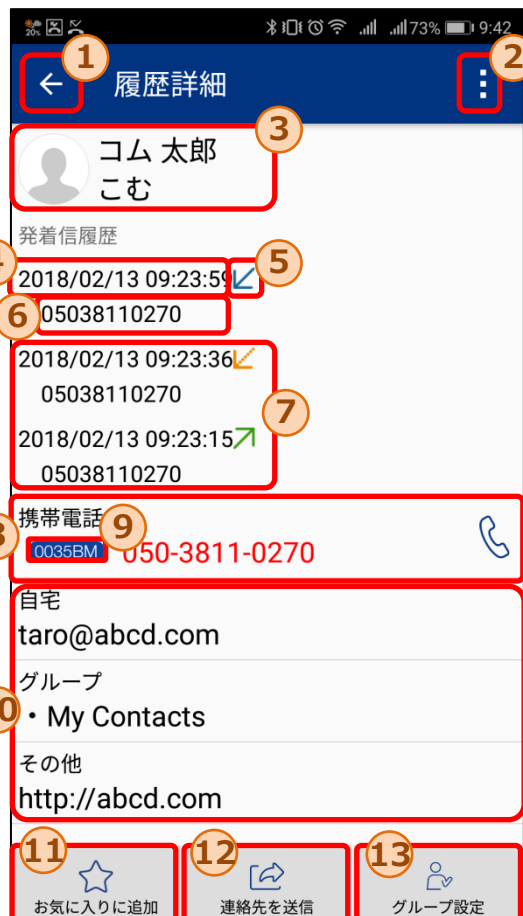 20%
73% 9:42
1
2
← 履歴詳細
3
コム 太郎
こむ
発着信履歴
4
2018/02/13 09:23:59
5
6
05038110270
2018/02/13 09:23:36
05038110270
7
2018/02/13 09:23:15
05038110270
携帯電話
8
9
0035BM 050-3811-0270
自宅
taro@abcd.com
グループ
10
・My Contacts
その他
http://abcd.com
11
12
13
お気に入りに追加 連絡先を送信 グループ設定